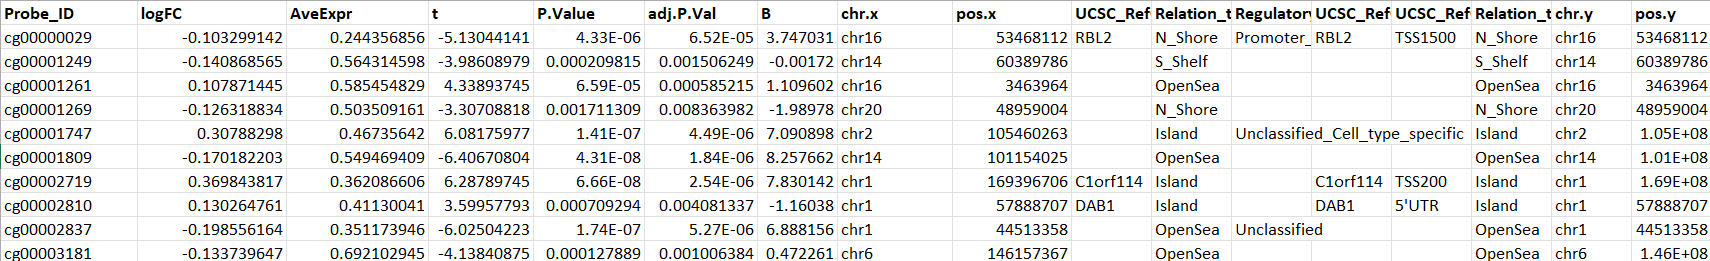 Probe_ID logFC AveExpr t P.Value adj.P.Val B chr.x pos.x UCSC_Ref Relation_t Regulatory UCSC_Ref UCSC_Ref Relation_t chr.y pos.y
cg00000029 -0.103299142 0.244356856 -5.13044141 4.33E-06 6.52E-05 3.747031 chr16 53468112 RBL2 N_Shore Promoter_ RBL2 TSS1500 N_Shore chr16 53468112
cg00001249 -0.140868565 0.564314598 -3.98608979 0.000209815 0.001506249 -0.00172 chr14 60389786 S_Shelf S_Shelf chr14 60389786
cg00001261 0.107871445 0.585454829 4.33893745 6.59E-05 0.000585215 1.109602 chr16 3463964 OpenSea OpenSea chr16 3463964
cg00001269 -0.126318834 0.503509161 -3.30708818 0.001711309 0.008363982 -1.98978 chr20 48959004 N_Shore N_Shore chr20 48959004
cg00001747 0.30788298 0.46735642 6.08175977 1.41E-07 4.49E-06 7.090898 chr2 105460263 Island Unclassified_Cell_type_specific Island chr2 1.05E+08
cg00001809 -0.170182203 0.549469409 -6.40670804 4.31E-08 1.84E-06 8.257662 chr14 101154025 OpenSea OpenSea chr14 1.01E+08
cg00002719 0.369843817 0.362086606 6.28789745 6.66E-08 2.54E-06 7.830142 chr1 169396706 C1orf114 Island C1orf114 TSS200 Island chr1 1.69E+08
cg00002810 0.130264761 0.41130041 3.59957793 0.000709294 0.004081337 -1.16038 chr1 57888707 DAB1 Island DAB1 5'UTR Island chr1 57888707
cg00002837 -0.198556164 0.351173946 -6.02504223 1.74E-07 5.27E-06 6.888156 chr1 44513358 OpenSea Unclassified OpenSea chr1 44513358
cg00003181 -0.133739647 0.692102945 -4.13840875 0.000127889 0.001006384 0.472261 chr6 146157367 OpenSea OpenSea chr6 1.46E+08